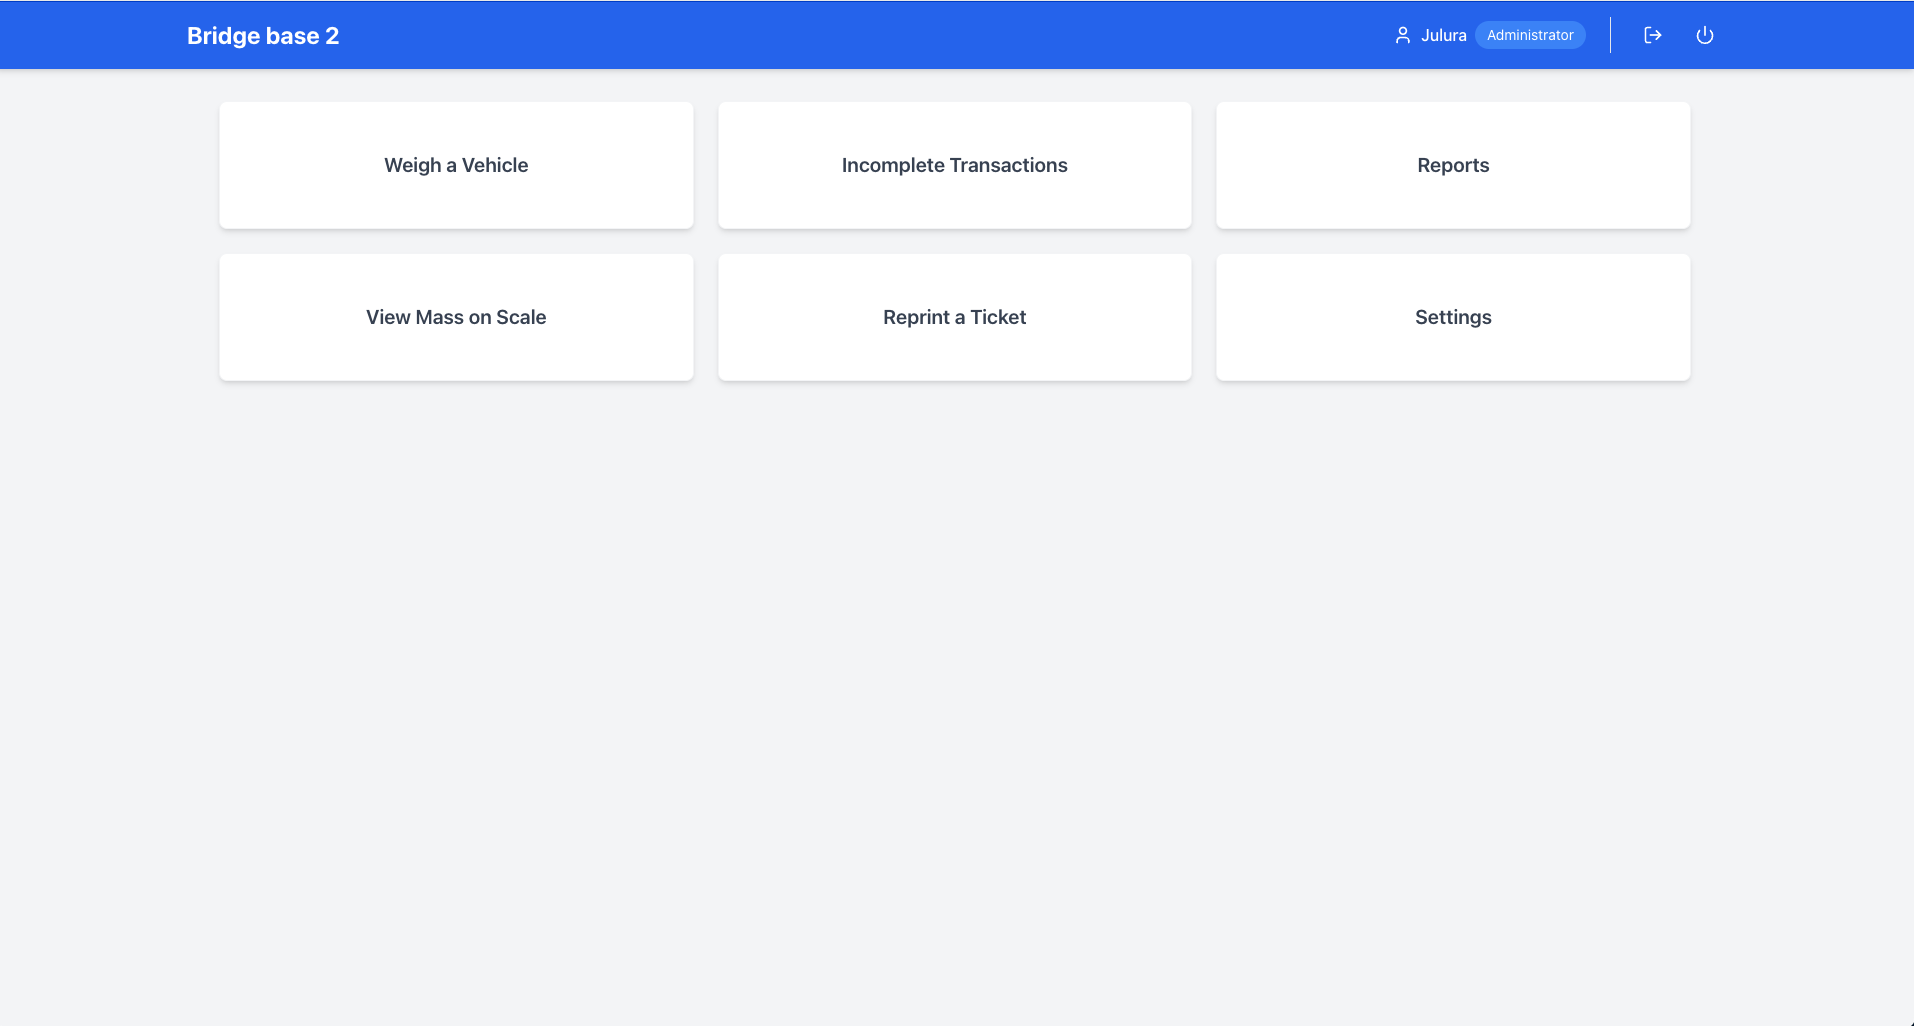 Bridge base 2
Julura Administrator
Weigh a Vehicle
Incomplete Transactions
Reports
View Mass on Scale
Reprint a Ticket
Settings